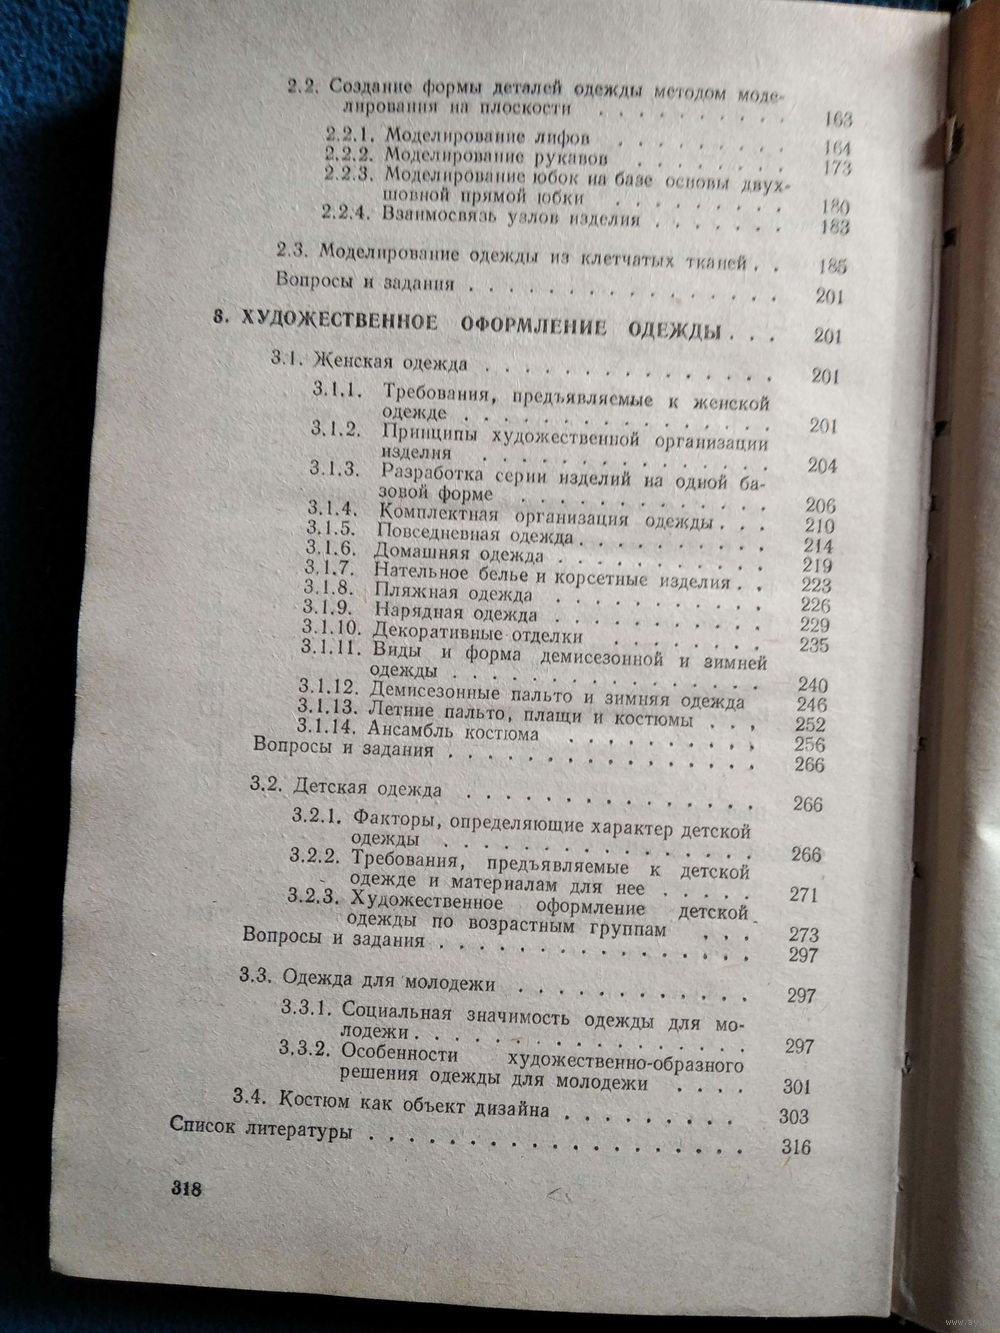 2.2. Создание формы деталей одежды методом моде-
лирования на плоскости . . . . . . . . . . 163
2.2.1. Моделирование лифов . . . . . . . . 164
2.2.2. Моделирование рукавов . . . . . . . 173
2.2.3. Моделирование юбок на базе основы двух-
шовной прямой юбки . . . . . . . . 180
2.2.4. Взаимосвязь узлов изделия . . . . . . . 183
2.3. Моделирование одежды из клетчатых тканей . . 185
Вопросы и задания . . . . . . . . . . . . . . . . 201
3. ХУДОЖЕСТВЕННОЕ ОФОРМЛЕНИЕ ОДЕЖДЫ . . . 201
3.1. Женская одежда . . . . . . . . . . . . . . . 201
3.1.1. Требования, предъявляемые к женской
одежде . . . . . . . . . . . . . . . 201
3.1.2. Принципы художественной организации
изделия . . . . . . . . . . . . . . 204
3.1.3. Разработка серии изделий на одной ба-
зовой форме . . . . . . . . . . . . 206
3.1.4. Комплектная организация одежды . . . 210
3.1.5. Повседневная одежда . . . . . . . . . 214
3.1.6. Домашняя одежда . . . . . . . . . . . 219
3.1.7. Нательное белье и корсетные изделия . . 223
3.1.8. Пляжная одежда . . . . . . . . . . . 226
3.1.9. Нарядная одежда . . . . . . . . . . . 229
3.1.10. Декоративные отделки . . . . . . . . 235
3.1.11. Виды и форма демисезонной и зимней
одежды . . . . . . . . . . . . . . . 240
3.1.12. Демисезонные пальто и зимняя одежда 246
3.1.13. Летние пальто, плащи и костюмы . . . 252
3.1.14. Ансамбль костюма . . . . . . . . . . 256
Вопросы и задания . . . . . . . . . . . . . . . . 266
3.2. Детская одежда . . . . . . . . . . . . . . . 266
3.2.1. Факторы, определяющие характер детской
одежды . . . . . . . . . . . . . . . 266
3.2.2. Требования, предъявляемые к детской
одежде и материалам для нее . . . . . 271
3.2.3. Художественное оформление детской
одежды по возрастным группам . . . 273
Вопросы и задания . . . . . . . . . . . . . . . . 297
3.3. Одежда для молодежи . . . . . . . . . . . . 297
3.3.1. Социальная значимость одежды для мо-
лодежи . . . . . . . . . . . . . . . 297
3.3.2. Особенности художественно-образного
решения одежды для молодежи . . . . 301
3.4. Костюм как объект дизайна . . . . . . . . . 303
Список литературы . . . . . . . . . . . . . . . . . . . 316
318